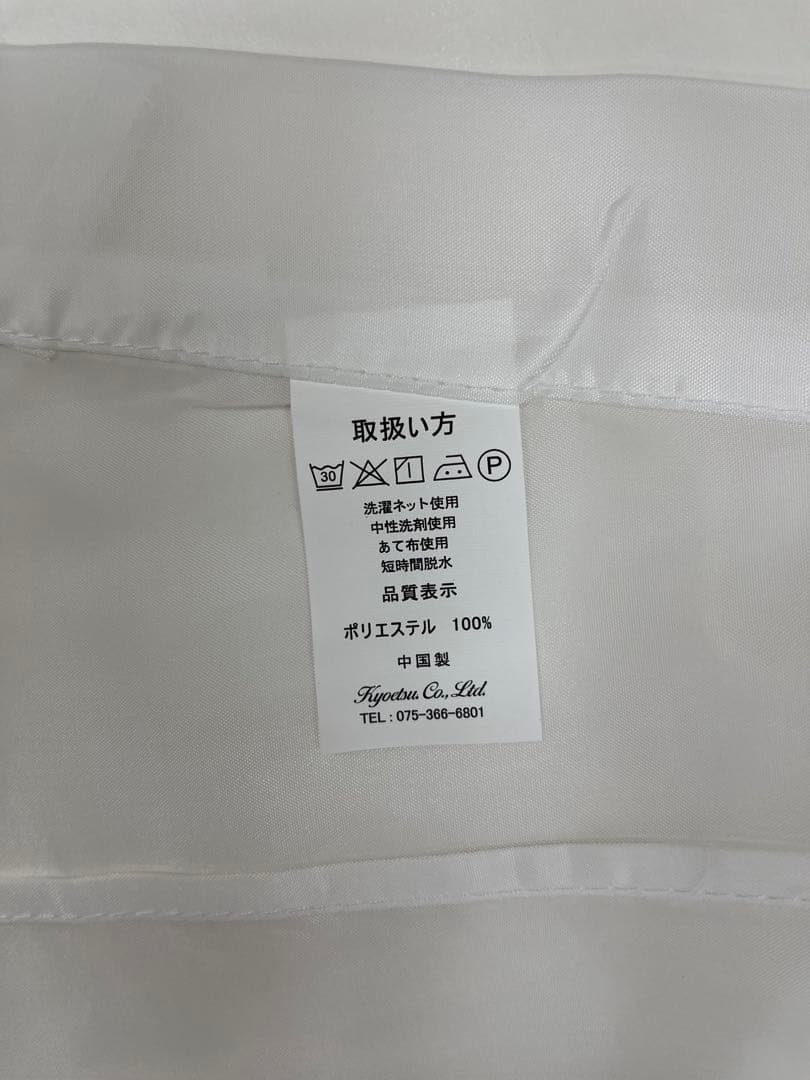 取扱い方
30 P
洗濯ネット使用
中性洗剤使用
あて布使用
短時間脱水
品質表示
ポリエステル 100%
中国製
Kyoetsu. Co., Ltd.
TEL : 075-366-6801